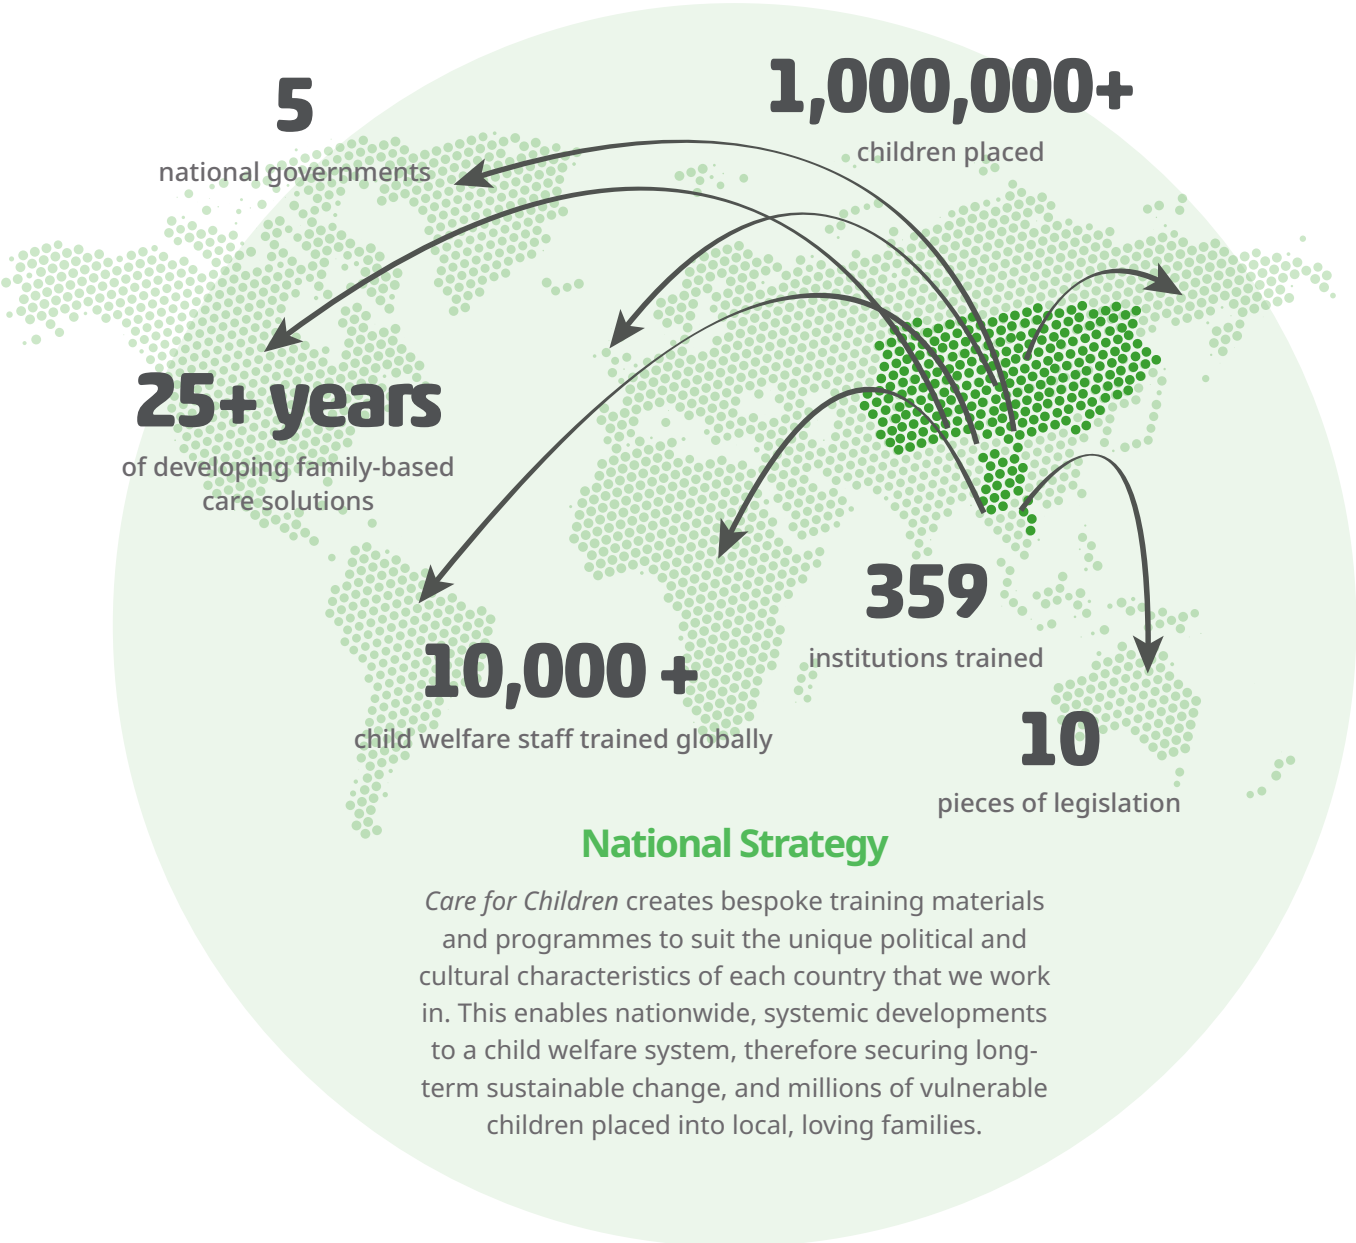 5
national governments
1,000,000+
children placed
25+ years
of developing family-based
care solutions
359
institutions trained
10,000 +
child welfare staff trained globally
10
pieces of legislation
National Strategy
Care for Children creates bespoke training materials
and programmes to suit the unique political and
cultural characteristics of each country that we work
in. This enables nationwide, systemic developments
to a child welfare system, therefore securing long-
term sustainable change, and millions of vulnerable
children placed into local, loving families.